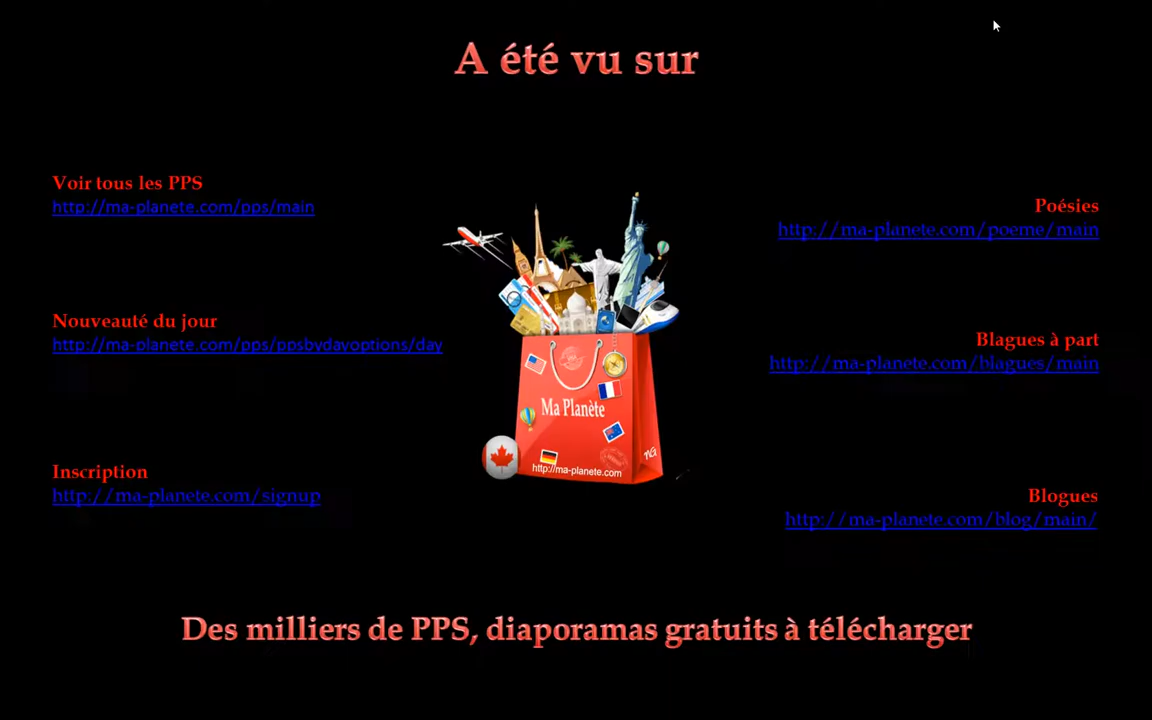 A été vu sur
Voir tous les PPS
http://ma-planete.com/pps/main
Nouveauté du jour
http://ma-planete.com/pps/ppsbydayoptions/day
Inscription
http://ma-planete.com/signup
Ma Planète
http://ma-planete.com
Poésies
http://ma-planete.com/poeme/main
Blagues à part
http://ma-planete.com/blagues/main
Blogues
http://ma-planete.com/blog/main/
Des milliers de PPS, diaporamas gratuits à télécharger